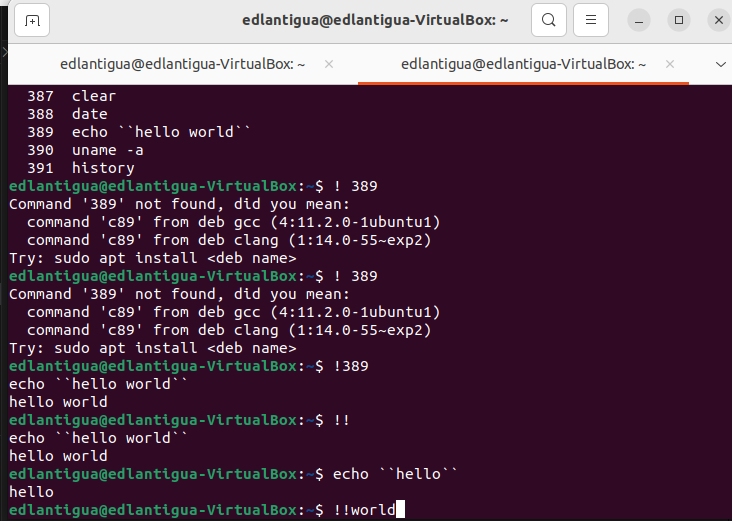 edlantigua@edlantigua-VirtualBox: ~
edlantigua@edlantigua-VirtualBox: ~
edlantigua@edlantigua-VirtualBox: ~
387  clear
388  date
389  echo ``hello world``
390  uname -a
391  history
edlantigua@edlantigua-VirtualBox:~$ ! 389
Command '389' not found, did you mean:
  command 'c89' from deb gcc (4:11.2.0-1ubuntu1)
  command 'c89' from deb clang (1:14.0-55~exp2)
Try: sudo apt install <deb name>
edlantigua@edlantigua-VirtualBox:~$ ! 389
Command '389' not found, did you mean:
  command 'c89' from deb gcc (4:11.2.0-1ubuntu1)
  command 'c89' from deb clang (1:14.0-55~exp2)
Try: sudo apt install <deb name>
edlantigua@edlantigua-VirtualBox:~$ !389
echo ``hello world``
hello world
edlantigua@edlantigua-VirtualBox:~$ !!
echo ``hello world``
hello world
edlantigua@edlantigua-VirtualBox:~$ echo ``hello``
hello
edlantigua@edlantigua-VirtualBox:~$ !!world